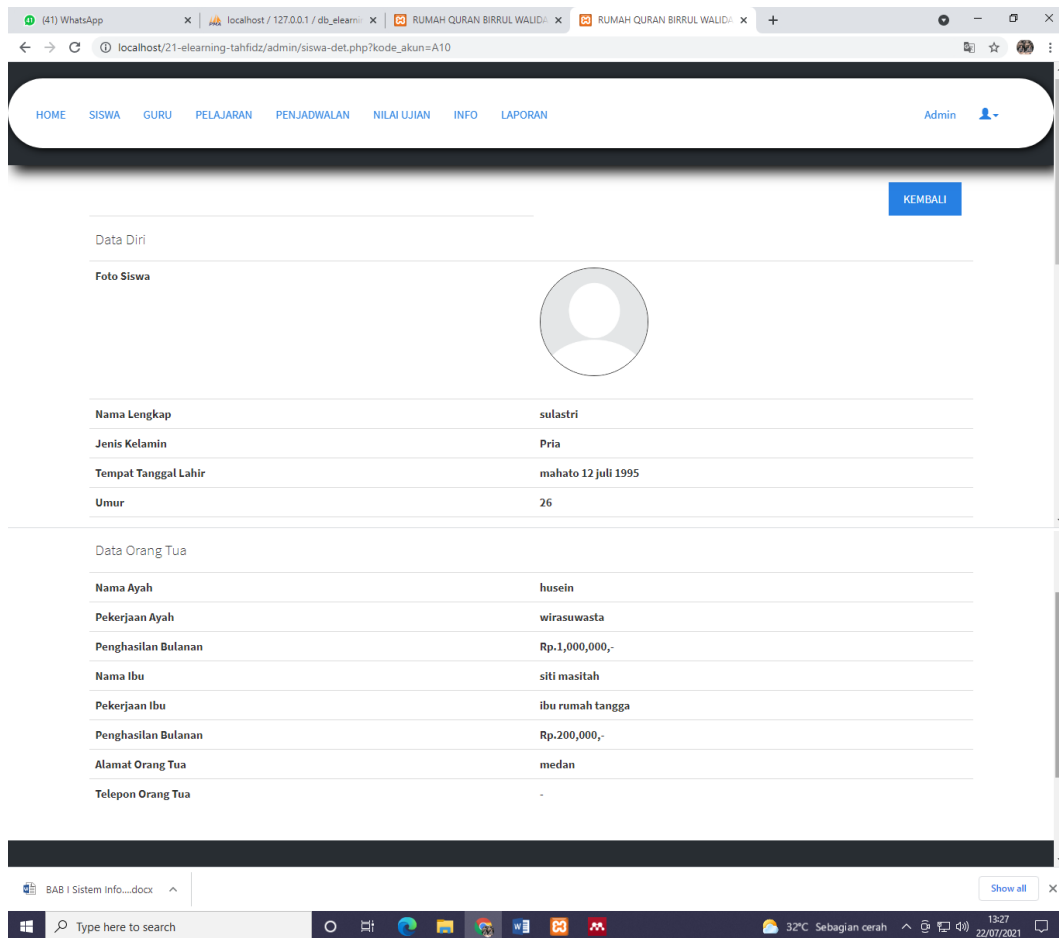 (41) WhatsApp
localhost / 127.0.0.1 / db_elearnin
RUMAH QURAN BIRRUL WALIDA
RUMAH QURAN BIRRUL WALIDA
localhost/21-elearning-tahfidz/admin/siswa-det.php?kode_akun=A10
HOME SISWA GURU PELAJARAN PENJADWALAN NILAI UJIAN INFO LAPORAN Admin
KEMBALI
Data Diri
Foto Siswa
Nama Lengkap sulastri
Jenis Kelamin Pria
Tempat Tanggal Lahir mahato 12 juli 1995
Umur 26
Data Orang Tua
Nama Ayah husein
Pekerjaan Ayah wirasuwasta
Penghasilan Bulanan Rp.1,000,000,-
Nama Ibu siti masitah
Pekerjaan Ibu ibu rumah tangga
Penghasilan Bulanan Rp.200,000,-
Alamat Orang Tua medan
Telepon Orang Tua -
BAB I Sistem Info....docx Show all
Type here to search 32°C Sebagian cerah 13:27
22/07/2021